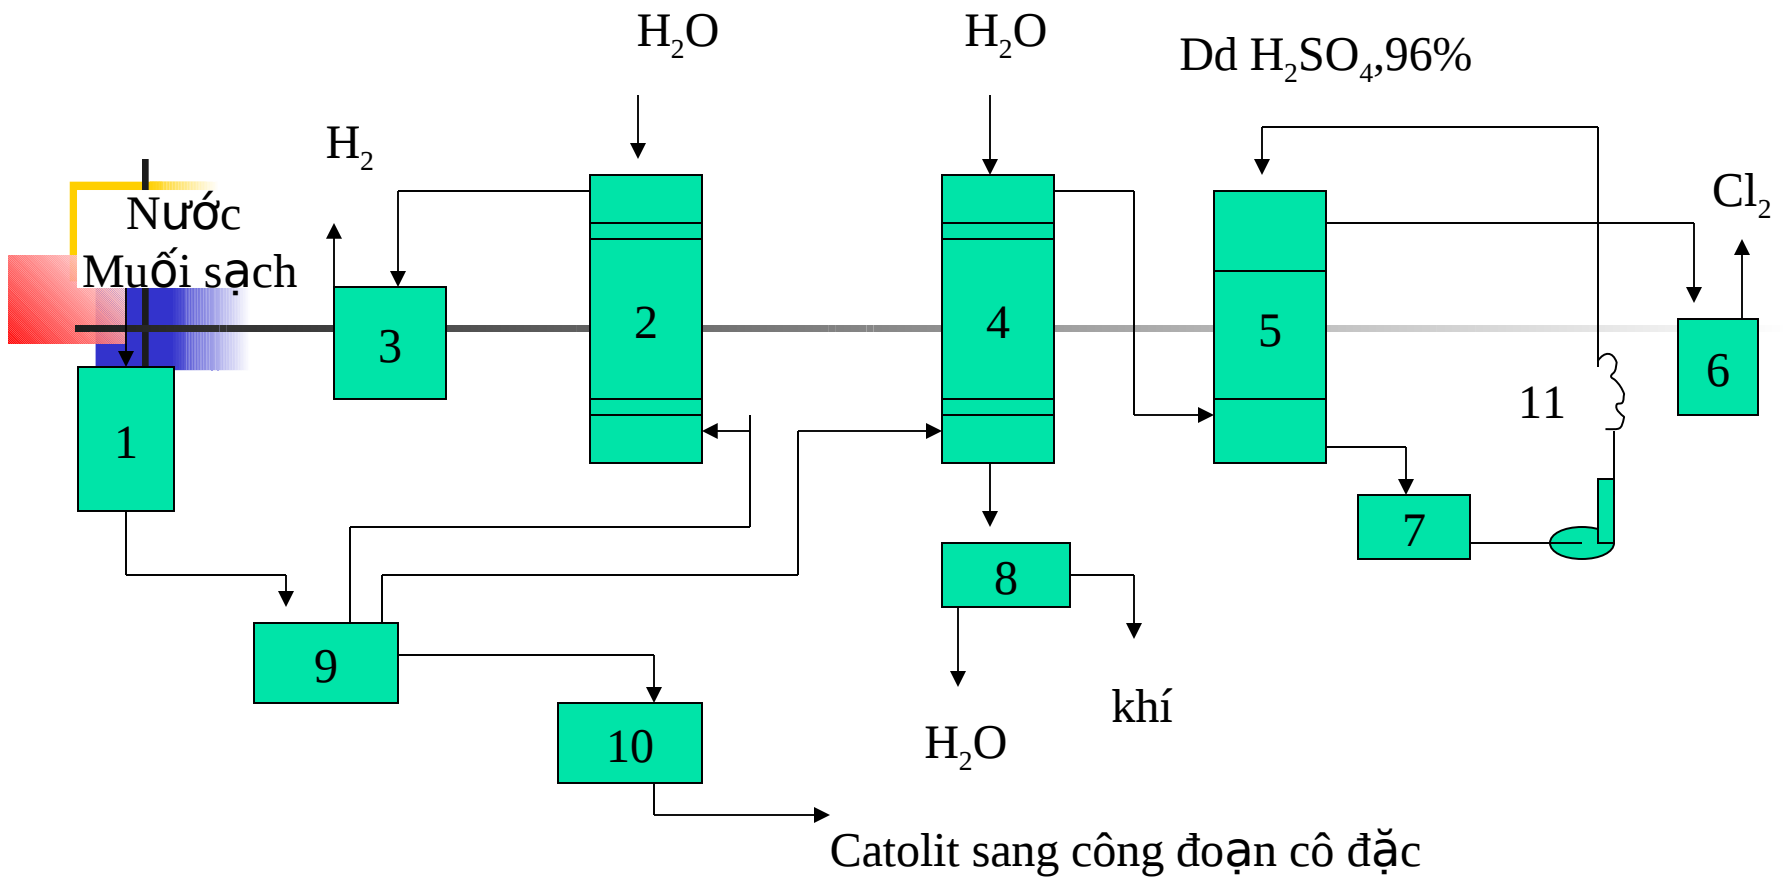 H₂O
H₂O
Dd H₂SO₄,96%
H₂
Cl₂
Nước
Muối sạch
2
4
5
3
6
11
1
7
8
9
khí
10
H₂O
Catolit sang công đoạn cô đặc